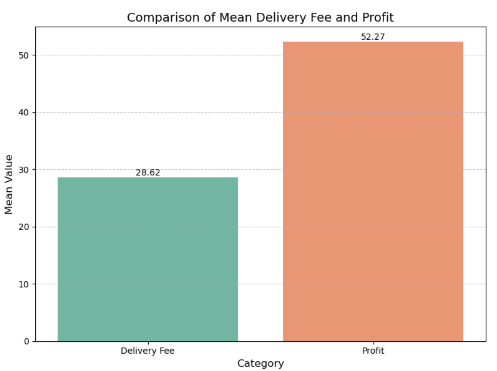 Comparison of Mean Delivery Fee and Profit
Mean Value
50
40
30
20
10
0
52.27
28.62
Delivery Fee
Profit
Category